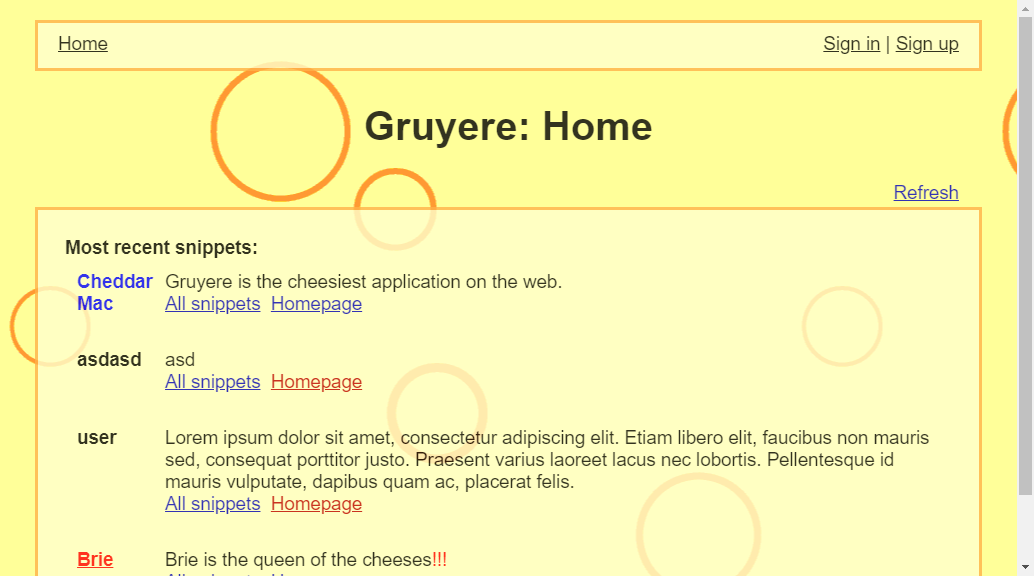 Home
Sign in | Sign up
Gruyere: Home
Refresh
Most recent snippets:
Cheddar Gruyere is the cheesiest application on the web.
Mac All snippets Homepage
asdasd asd
All snippets Homepage
user Lorem ipsum dolor sit amet, consectetur adipiscing elit. Etiam libero elit, faucibus non mauris
sed, consequat porttitor justo. Praesent varius laoreet lacus nec lobortis. Pellentesque id
mauris vulputate, dapibus quam ac, placerat felis.
All snippets Homepage
Brie Brie is the queen of the cheeses!!!